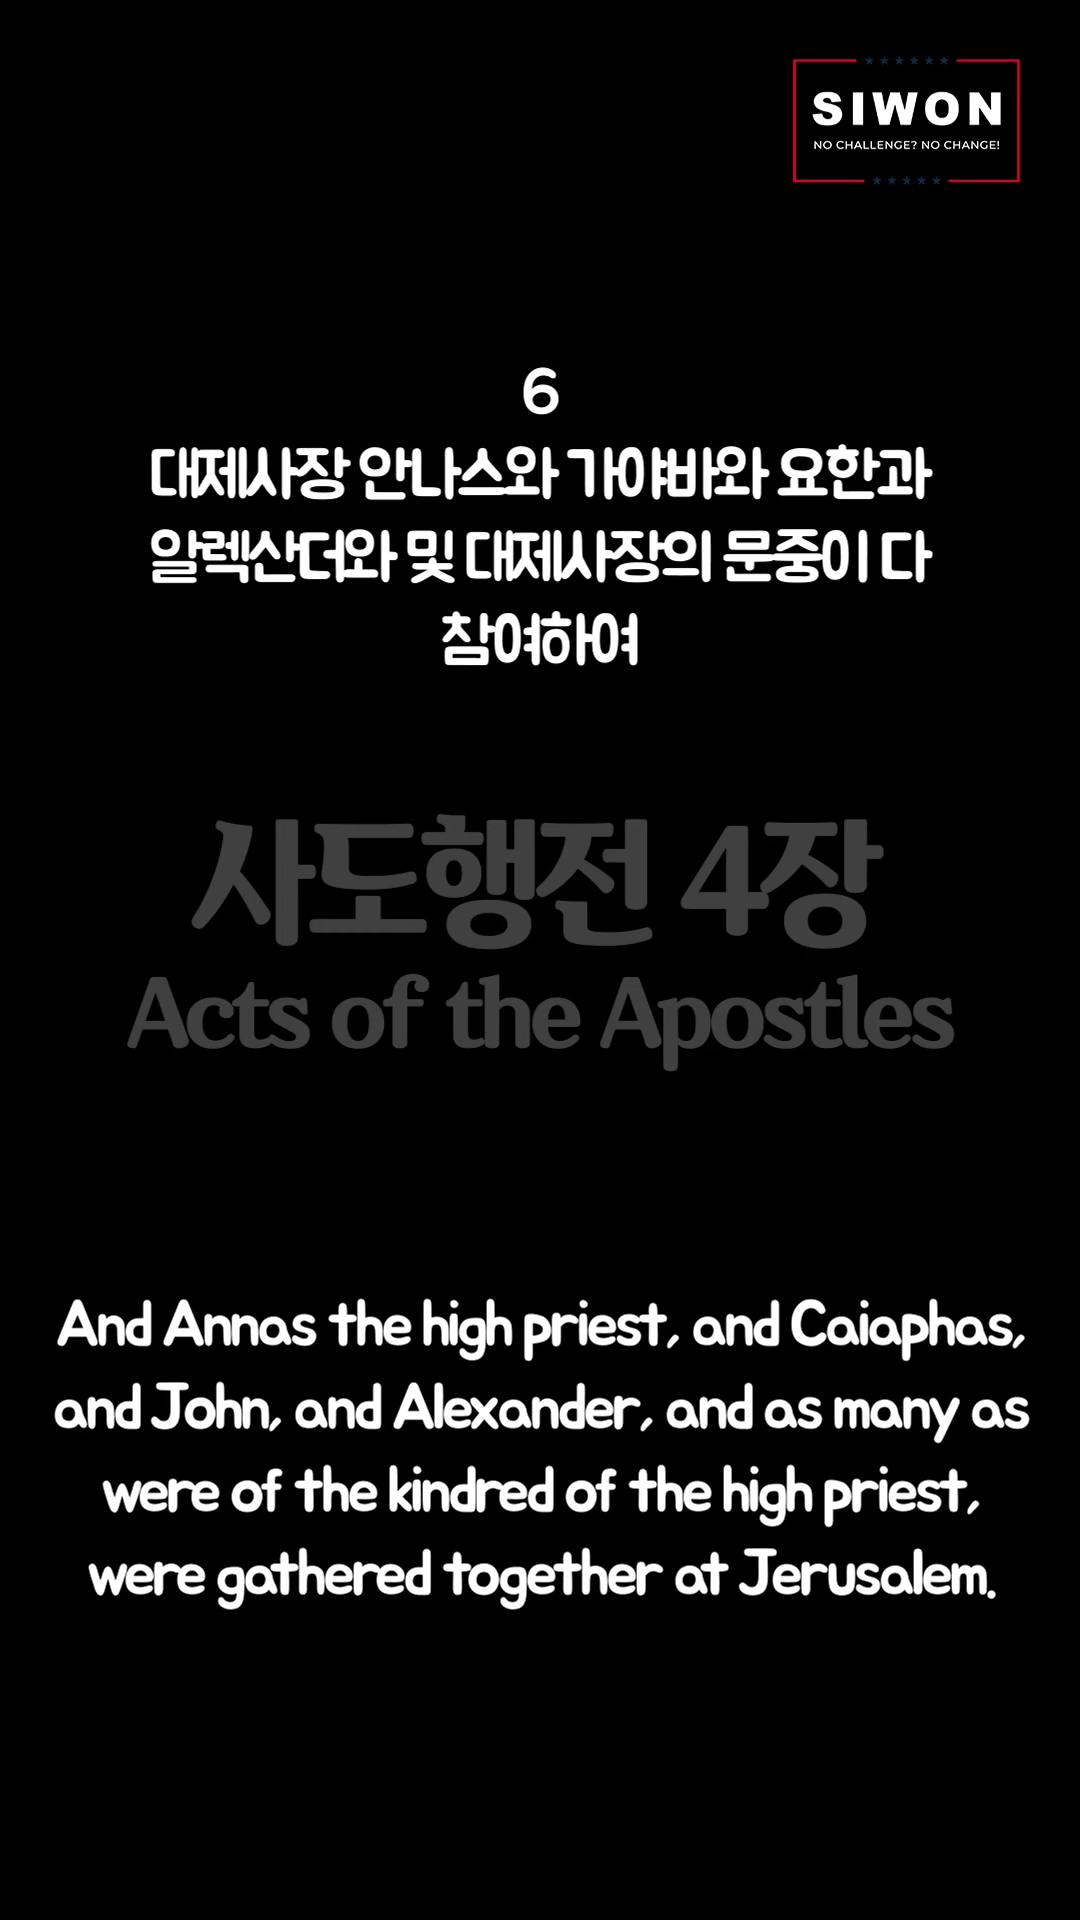 SIWON
NO CHALLENGE? NO CHANGE!
6
대제사장 안나스와 가야바와 요한과
알렉산더와 및 대제사장의 문중이 다
참여하여
사도행전 4장
Acts of the Apostles
And Annas the high priest, and Caiaphas,
and John, and Alexander, and as many as
were of the kindred of the high priest,
were gathered together at Jerusalem.